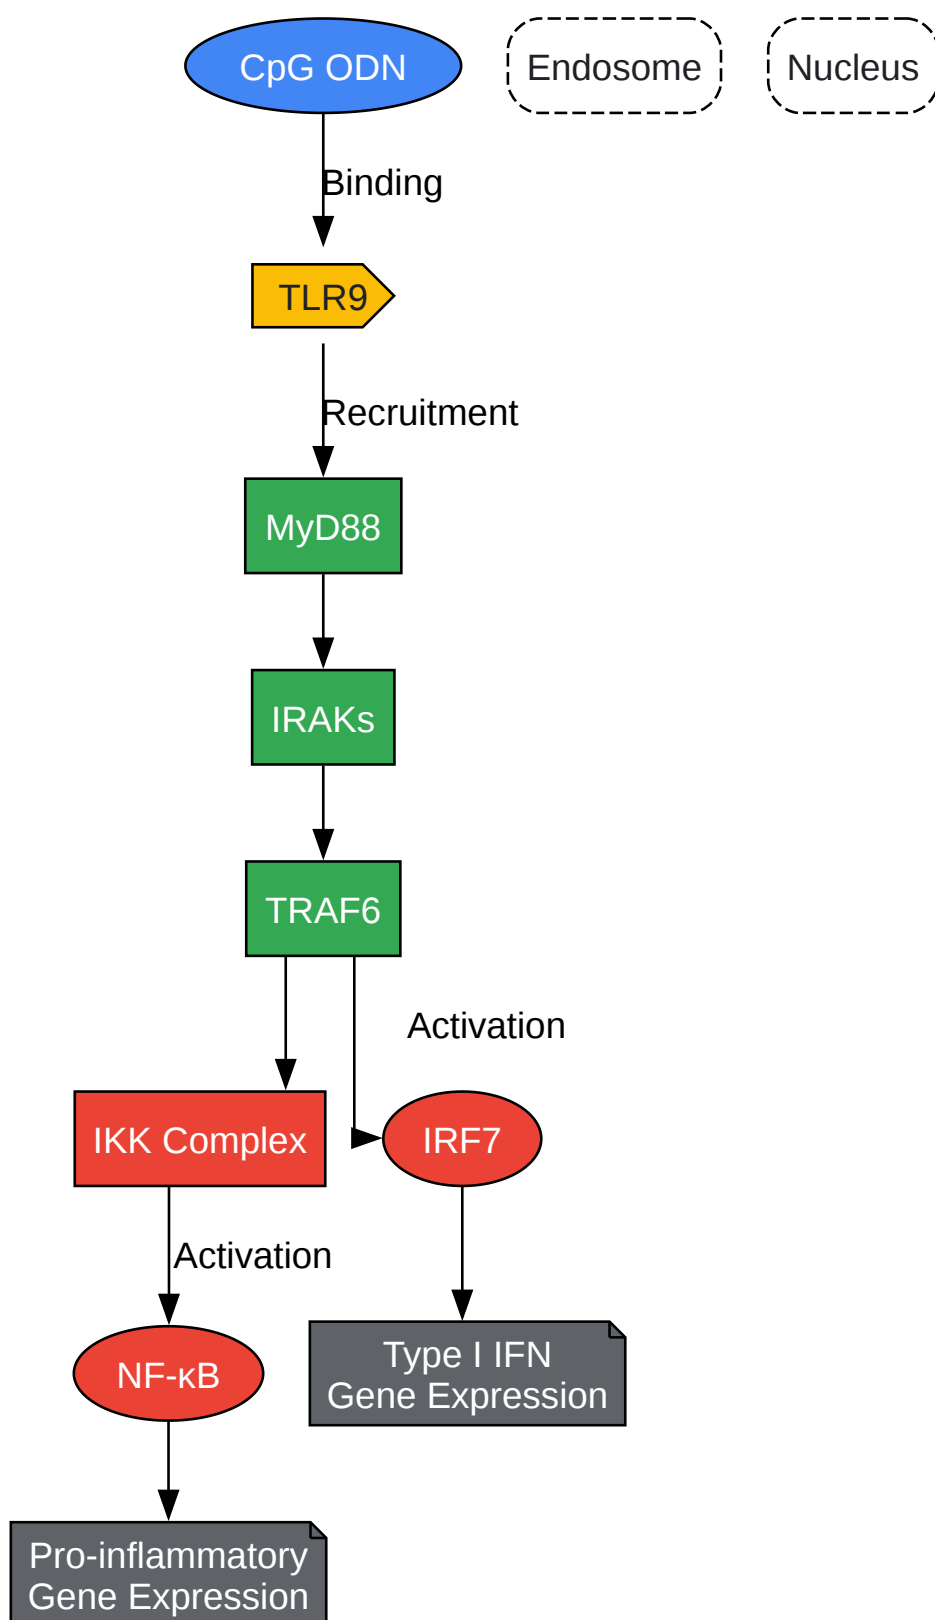 CpG ODN
Endosome
Nucleus
Binding
TLR9
Recruitment
MyD88
IRAKs
TRAF6
Activation
IKK Complex
IRF7
Activation
NF-κB
Type I IFN
Gene Expression
Pro-inflammatory
Gene Expression